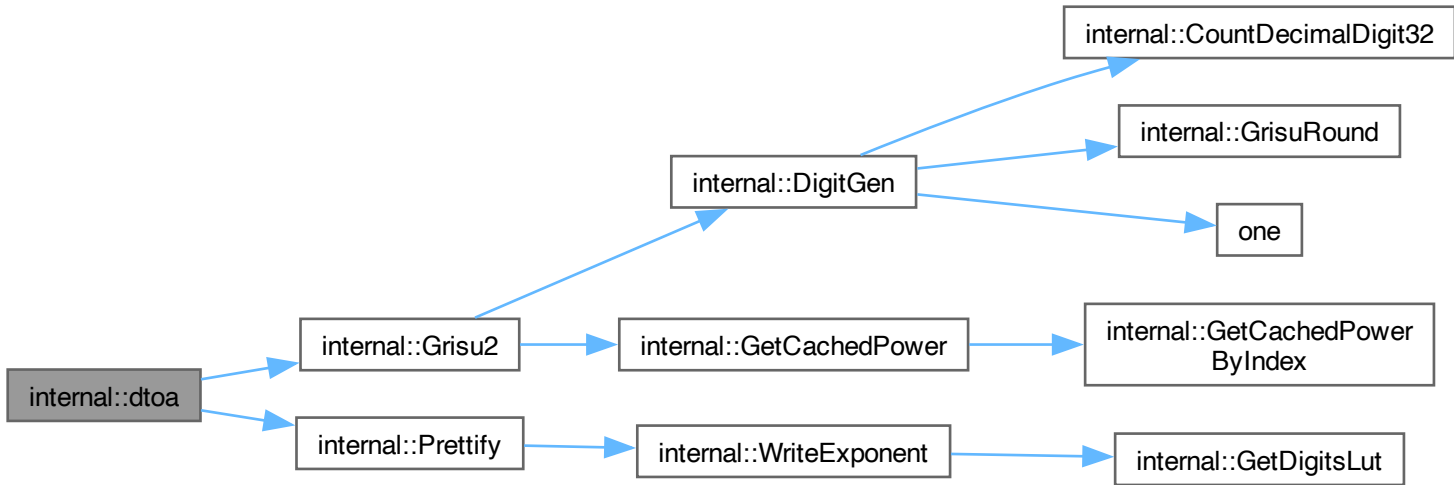 internal::CountDecimalDigit32
internal::GrisuRound
internal::DigitGen
one
internal::Grisu2
internal::GetCachedPower
internal::GetCachedPower
ByIndex
internal::dtoa
internal::Prettify
internal::WriteExponent
internal::GetDigitsLut